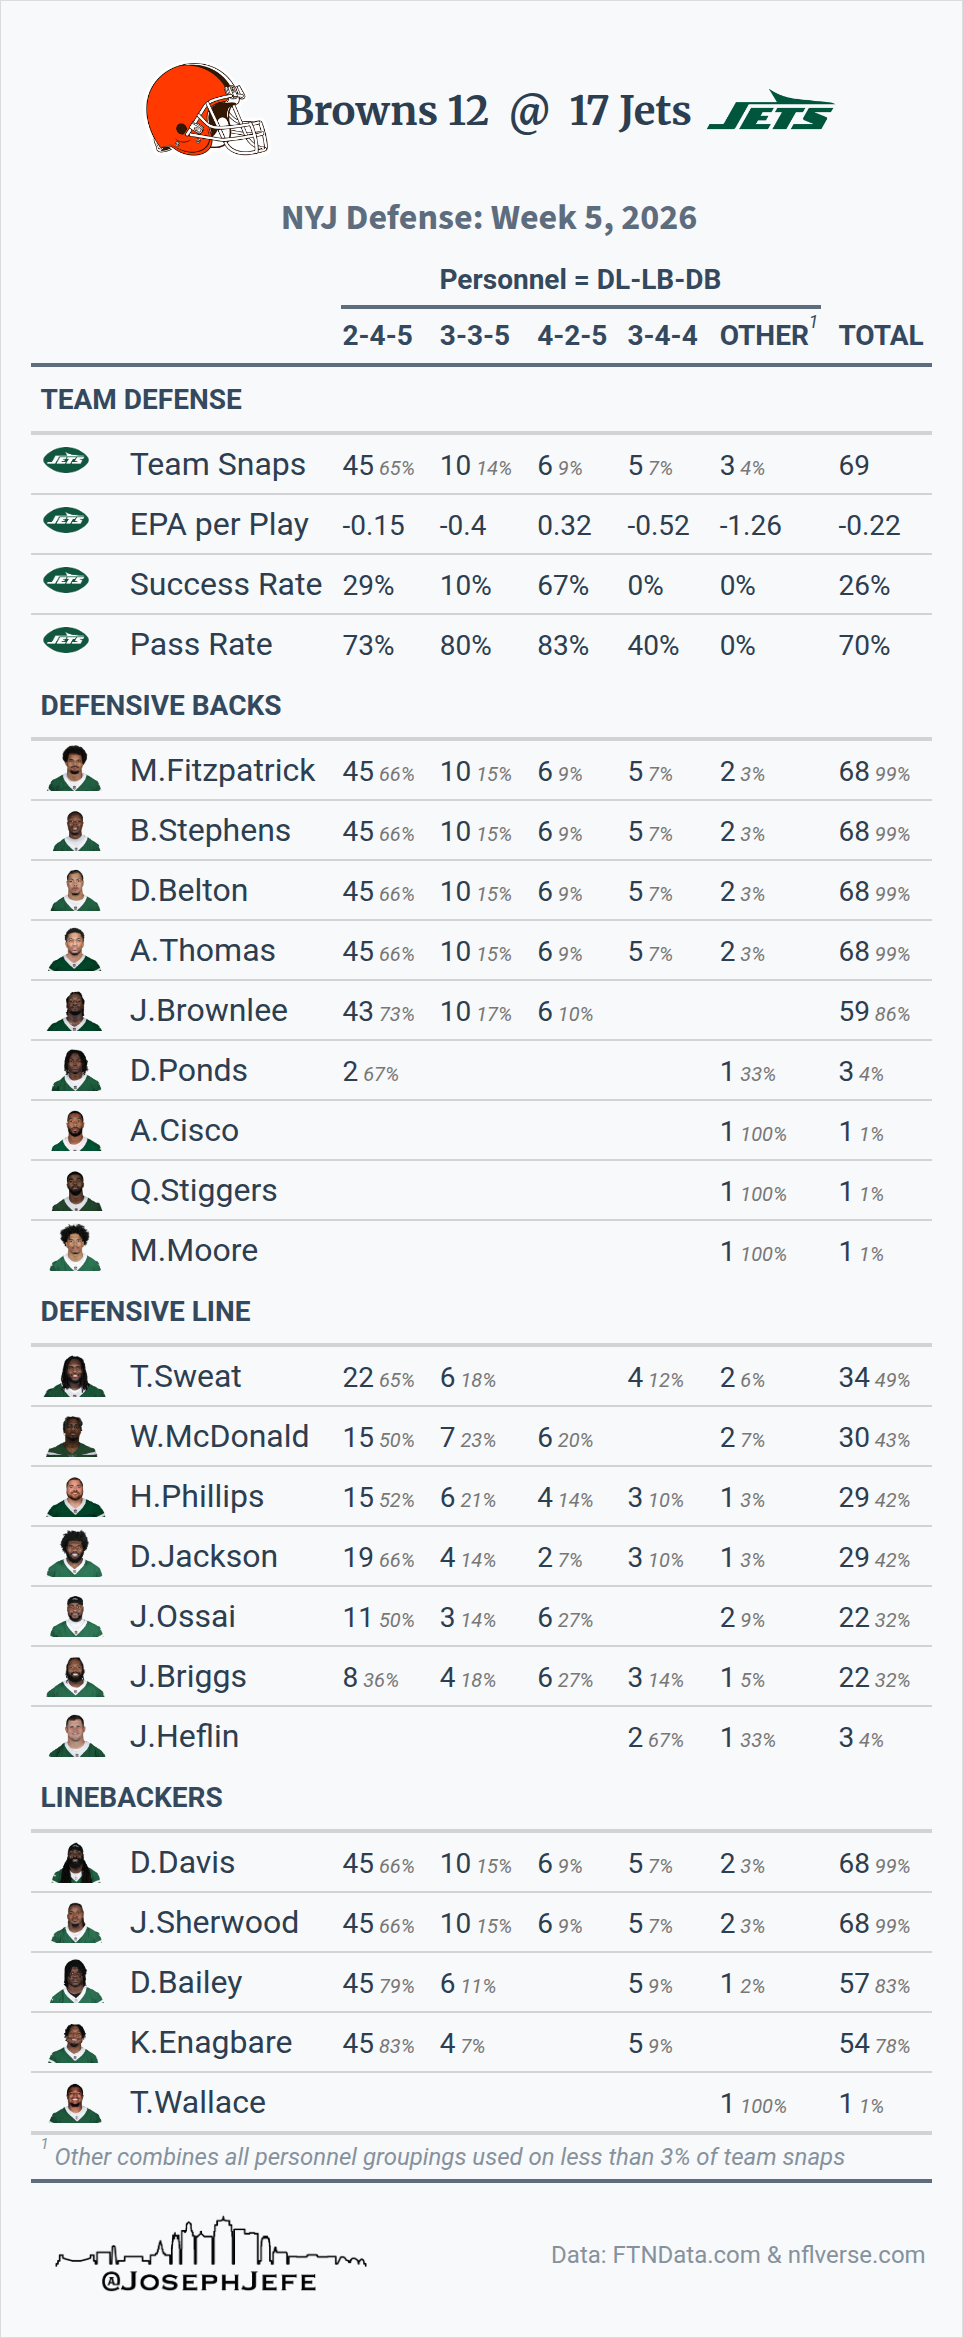 Browns 12 @ 17 Jets JETS
NYJ Defense: Week 5, 2026
Personnel = DL-LB-DB
2-4-5 3-3-5 4-2-5 3-4-4 OTHER1 TOTAL
TEAM DEFENSE
JETS Team Snaps 45 65% 10 14% 6 9% 5 7% 3 4% 69
JETS EPA per Play -0.15 -0.4 0.32 -0.52 -1.26 -0.22
JETS Success Rate 29% 10% 67% 0% 0% 26%
JETS Pass Rate 73% 80% 83% 40% 0% 70%
DEFENSIVE BACKS
M.Fitzpatrick 45 66% 10 15% 6 9% 5 7% 2 3% 68 99%
B.Stephens 45 66% 10 15% 6 9% 5 7% 2 3% 68 99%
D.Belton 45 66% 10 15% 6 9% 5 7% 2 3% 68 99%
A.Thomas 45 66% 10 15% 6 9% 5 7% 2 3% 68 99%
J.Brownlee 43 73% 10 17% 6 10% 59 86%
D.Ponds 2 67% 1 33% 3 4%
A.Cisco 1 100% 1 1%
Q.Stiggers 1 100% 1 1%
M.Moore 1 100% 1 1%
DEFENSIVE LINE
T.Sweat 22 65% 6 18% 4 12% 2 6% 34 49%
W.McDonald 15 50% 7 23% 6 20% 2 7% 30 43%
H.Phillips 15 52% 6 21% 4 14% 3 10% 1 3% 29 42%
D.Jackson 19 66% 4 14% 2 7% 3 10% 1 3% 29 42%
J.Ossai 11 50% 3 14% 6 27% 2 9% 22 32%
J.Briggs 8 36% 4 18% 6 27% 3 14% 1 5% 22 32%
J.Heflin 2 67% 1 33% 3 4%
LINEBACKERS
D.Davis 45 66% 10 15% 6 9% 5 7% 2 3% 68 99%
J.Sherwood 45 66% 10 15% 6 9% 5 7% 2 3% 68 99%
D.Bailey 45 79% 6 11% 5 9% 1 2% 57 83%
K.Enagbare 45 83% 4 7% 5 9% 54 78%
T.Wallace 1 100% 1 1%
1 Other combines all personnel groupings used on less than 3% of team snaps
@JOSEPHJEFE
Data: FTNData.com & nflverse.com